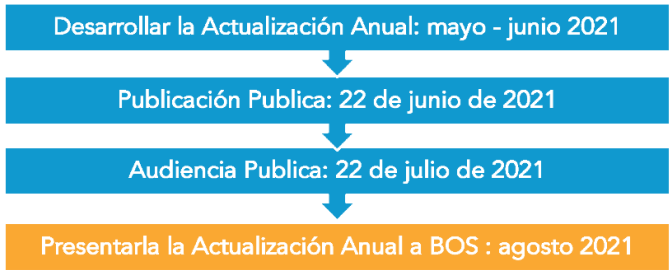 Desarrollar la Actualización Anual: mayo - junio 2021
Publicación Publica: 22 de junio de 2021
Audiencia Publica: 22 de julio de 2021
Presentarla la Actualización Anual a BOS : agosto 2021